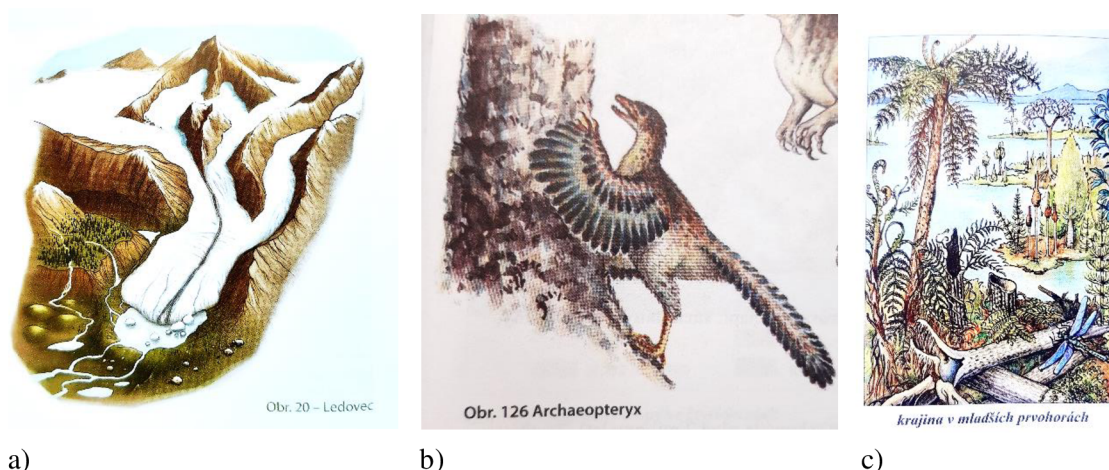 Obr. 20 – Ledovec
Obr. 126 Archaeopteryx
krajina v mladších prvohorách
a)
b)
c)